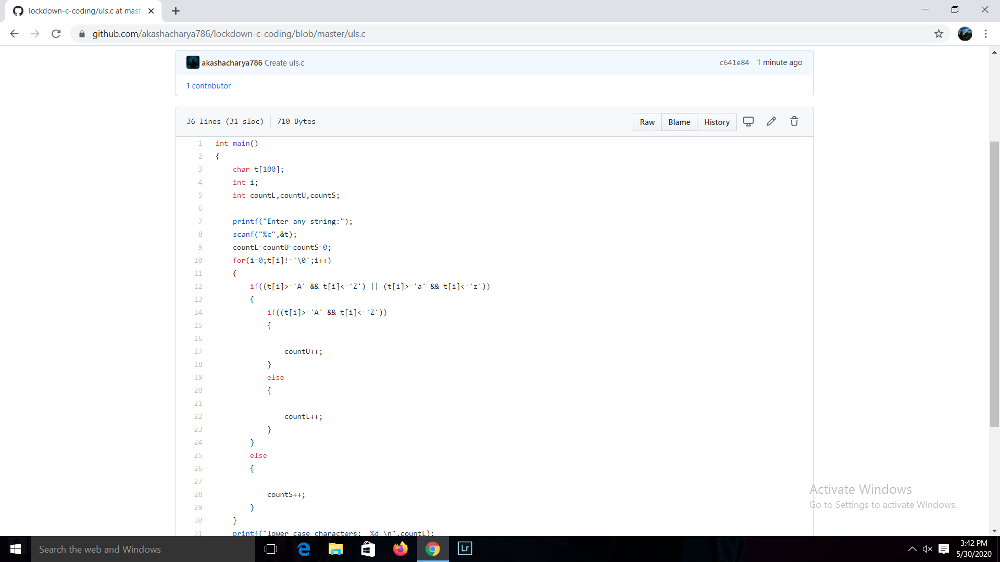 lockdown-c-coding/uls.c at mast
github.com/akashacharya786/lockdown-c-coding/blob/master/uls.c
akashacharya786 Create uls.c c641e84 1 minute ago
1 contributor
36 lines (31 sloc) 710 Bytes Raw Blame History
1 int main()
2 {
3     char t[100];
4     int i;
5     int countL,countU,countS;
6
7     printf("Enter any string:");
8     scanf("%c",&t);
9     countL=countU=countS=0;
10     for(i=0;t[i]!='\0';i++)
11     {
12         if((t[i]>='A' && t[i]<='Z') || (t[i]>='a' && t[i]<='z'))
13         {
14             if((t[i]>='A' && t[i]<='Z'))
15             {
16
17                 countU++;
18             }
19             else
20             {
21
22                 countL++;
23             }
24         }
25         else
26         {
27
28             countS++;
29         }
30     }
31     printf("lower case characters:  %d \n",countL);
Activate Windows
Go to Settings to activate Windows.
Search the web and Windows
Lr
3:42 PM
5/30/2020